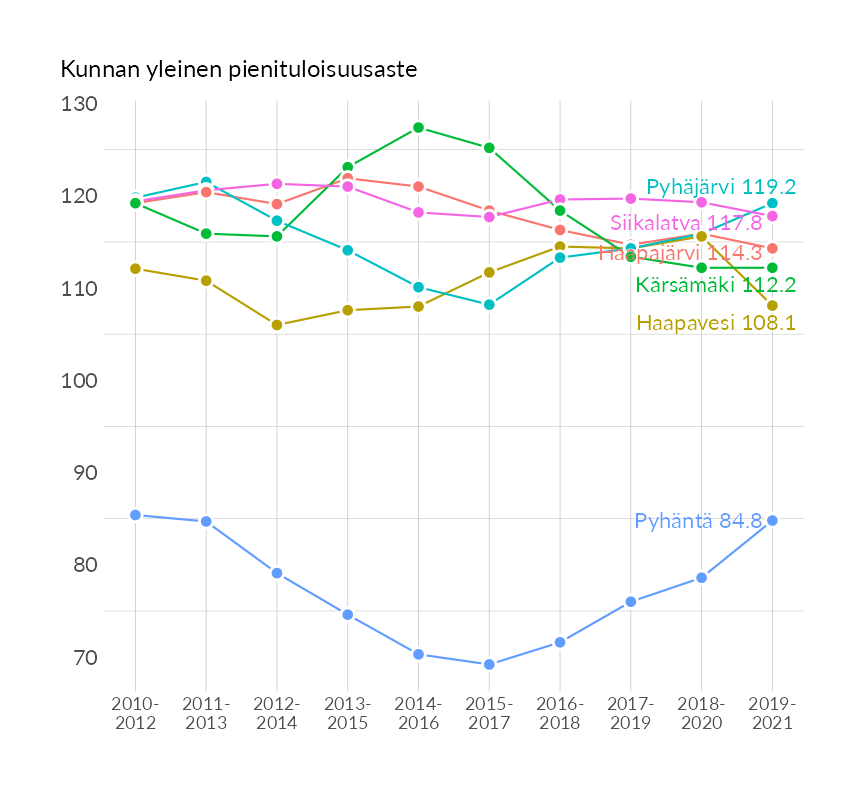 Kunnan yleinen pienituloisuusaste
130
120
110
100
90
80
70
Pyhäjärvi 119.2
Siikalatva 117.8
Haapajärvi 114.3
Kärsämäki 112.2
Haapavesi 108.1
Pyhäntä 84.8
2010- 2011- 2012- 2013- 2014- 2015- 2016- 2017- 2018- 2019-
2012 2013 2014 2015 2016 2017 2018 2019 2020 2021